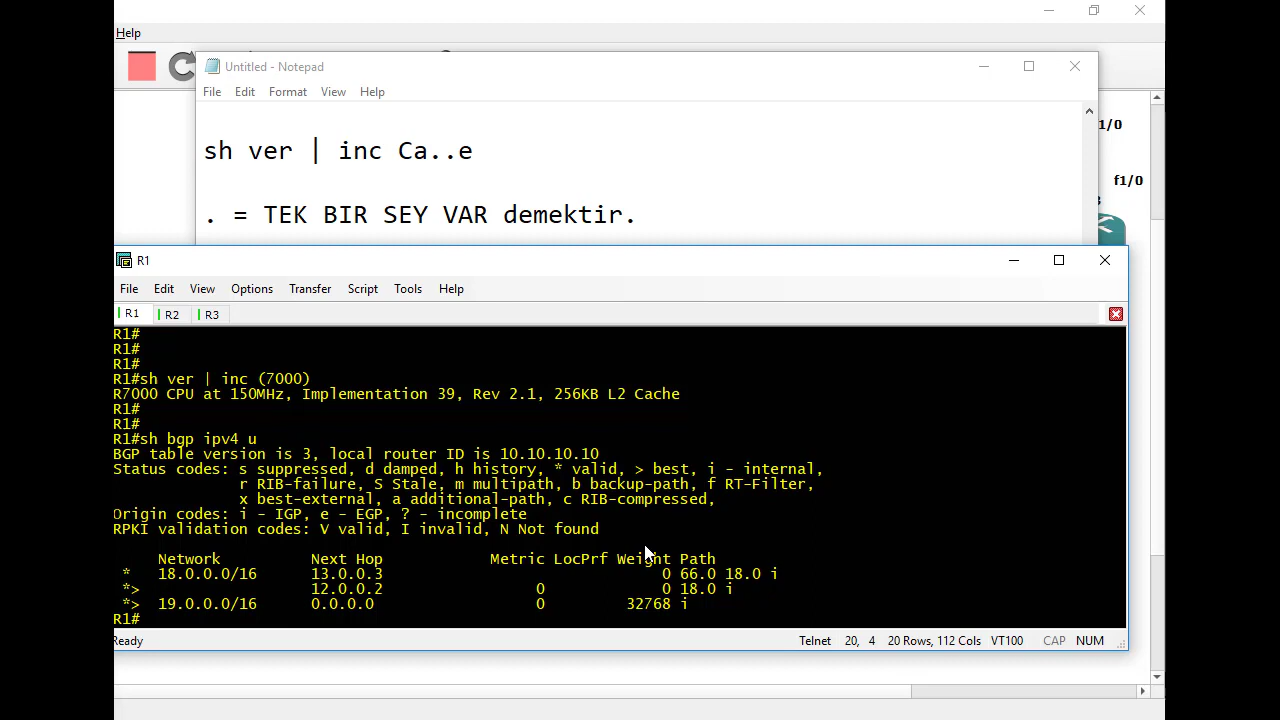 Help
Untitled - Notepad
File Edit Format View Help
sh ver | inc Ca..e
. = TEK BIR SEY VAR demektir.
1/0
f1/0
R1
File Edit View Options Transfer Script Tools Help
R1 R2 R3
R1#
R1#
R1#
R1#sh ver | inc (7000)
R7000 CPU at 150MHz, Implementation 39, Rev 2.1, 256KB L2 Cache
R1#
R1#
R1#sh bgp ipv4 u
BGP table version is 3, local router ID is 10.10.10.10
Status codes: s suppressed, d damped, h history, * valid, > best, i - internal,
r RIB-failure, S Stale, m multipath, b backup-path, f RT-Filter,
x best-external, a additional-path, c RIB-compressed,
Origin codes: i - IGP, e - EGP, ? - incomplete
RPKI validation codes: V valid, I invalid, N Not found
Network Next Hop Metric LocPrf Weight Path
* 18.0.0.0/16 13.0.0.3 0 66.0 18.0 i
*> 12.0.0.2 0 0 18.0 i
*> 19.0.0.0/16 0.0.0.0 0 32768 i
R1#
Ready Telnet 20, 4 20 Rows, 112 Cols VT100 CAP NUM